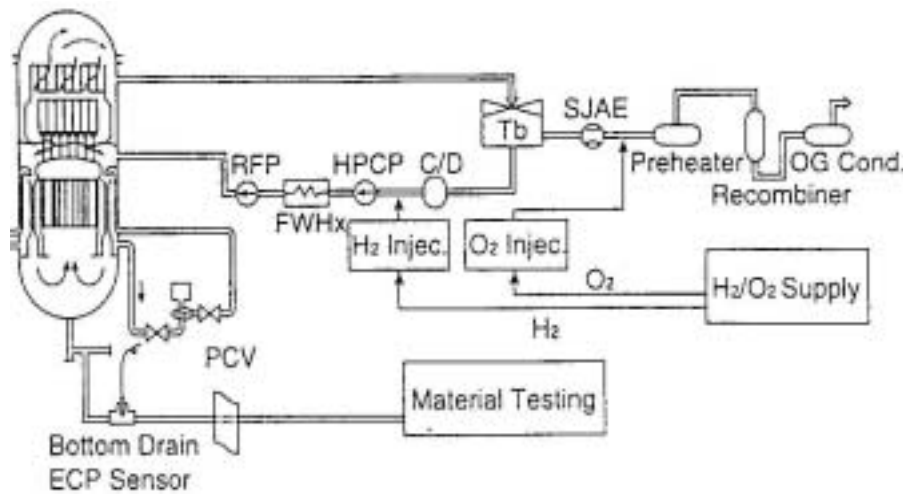 SJAE
Tb
Preheater
OG Cond.
Recombiner
RFP
HPCP
C/D
FWHx
H₂ Injec.
O₂ Injec.
H₂/O₂ Supply
O₂
H₂
PCV
Material Testing
Bottom Drain
ECP Sensor